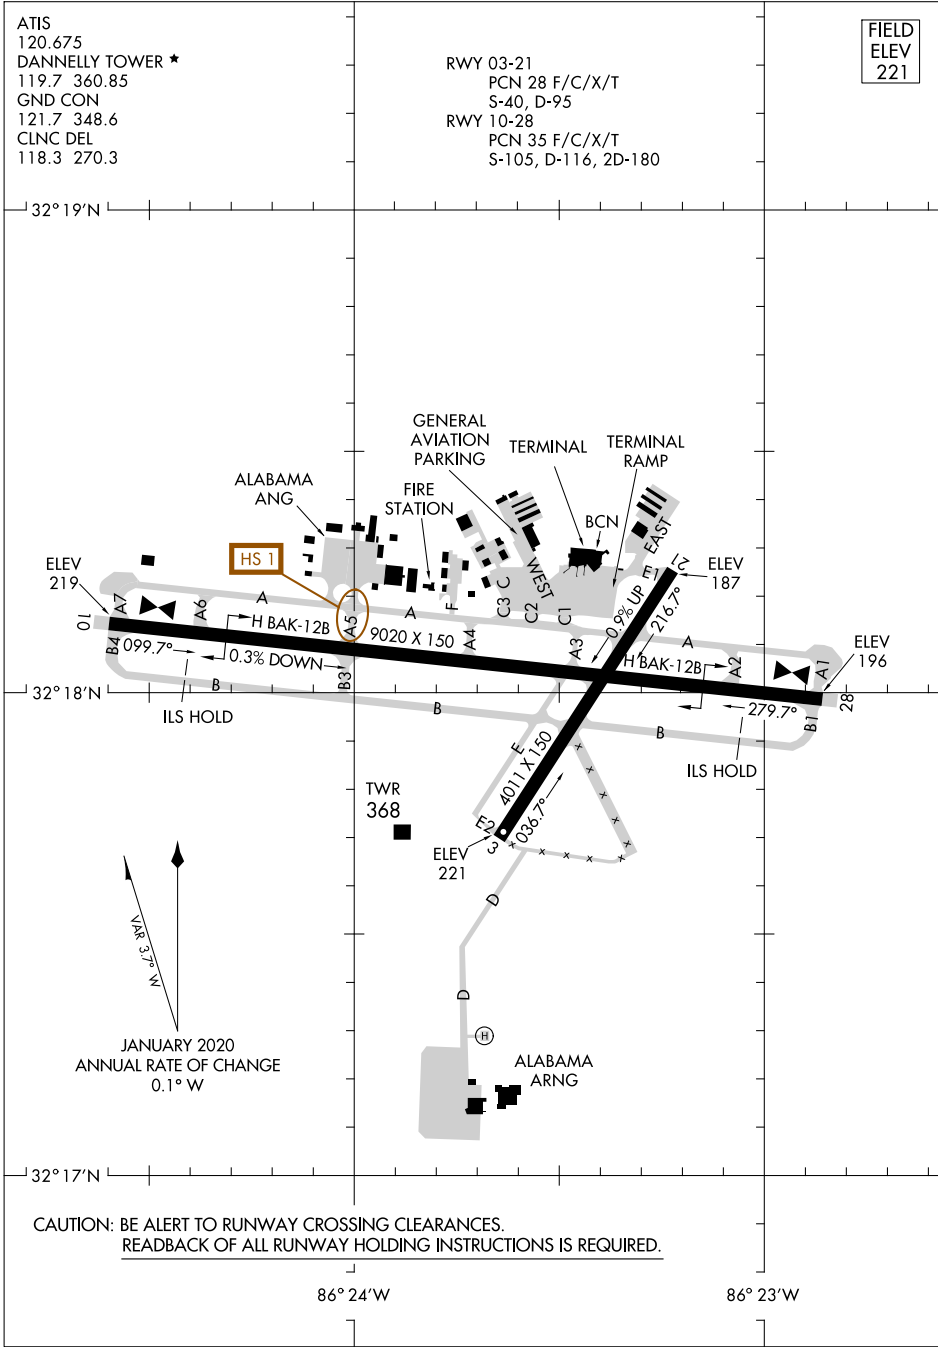 ATIS
120.675
DANNELLY TOWER ★
119.7 360.85
GND CON
121.7 348.6
CLNC DEL
118.3 270.3
RWY 03-21
PCN 28 F/C/X/T
S-40, D-95
RWY 10-28
PCN 35 F/C/X/T
S-105, D-116, 2D-180
FIELD
ELEV
221
32°19'N
GENERAL
AVIATION
PARKING
TERMINAL
TERMINAL
RAMP
ALABAMA
ANG
FIRE
STATION
BCN
HS 1
WEST
EAST
ELEV
219
ELEV
187
21
E1
A7
A6
A
A5
A
F
C3
C
C2
C1
0.9% UP
216.7°
A
10
H BAK-12B
9020 X 150
A4
A3
H BAK-12B
A2
A1
ELEV
196
B4
099.7°
0.3% DOWN
B3
32°18'N
279.7°
28
B
B
B
B1
ILS HOLD
ILS HOLD
E
4011 X 150
036.7°
E2
3
TWR
368
ELEV
221
D
VAR 3.7° W
D
H
JANUARY 2020
ANNUAL RATE OF CHANGE
0.1° W
ALABAMA
ARNG
32°17'N
CAUTION: BE ALERT TO RUNWAY CROSSING CLEARANCES.
READBACK OF ALL RUNWAY HOLDING INSTRUCTIONS IS REQUIRED.
86°24'W
86°23'W